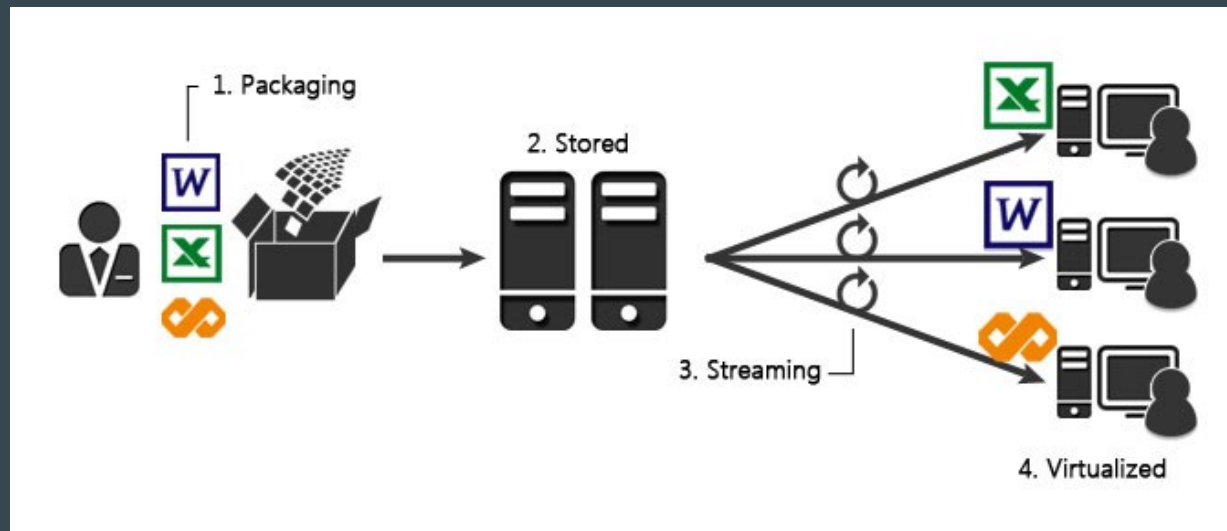 1. Packaging
W
X
2. Stored
X
W
3. Streaming
4. Virtualized